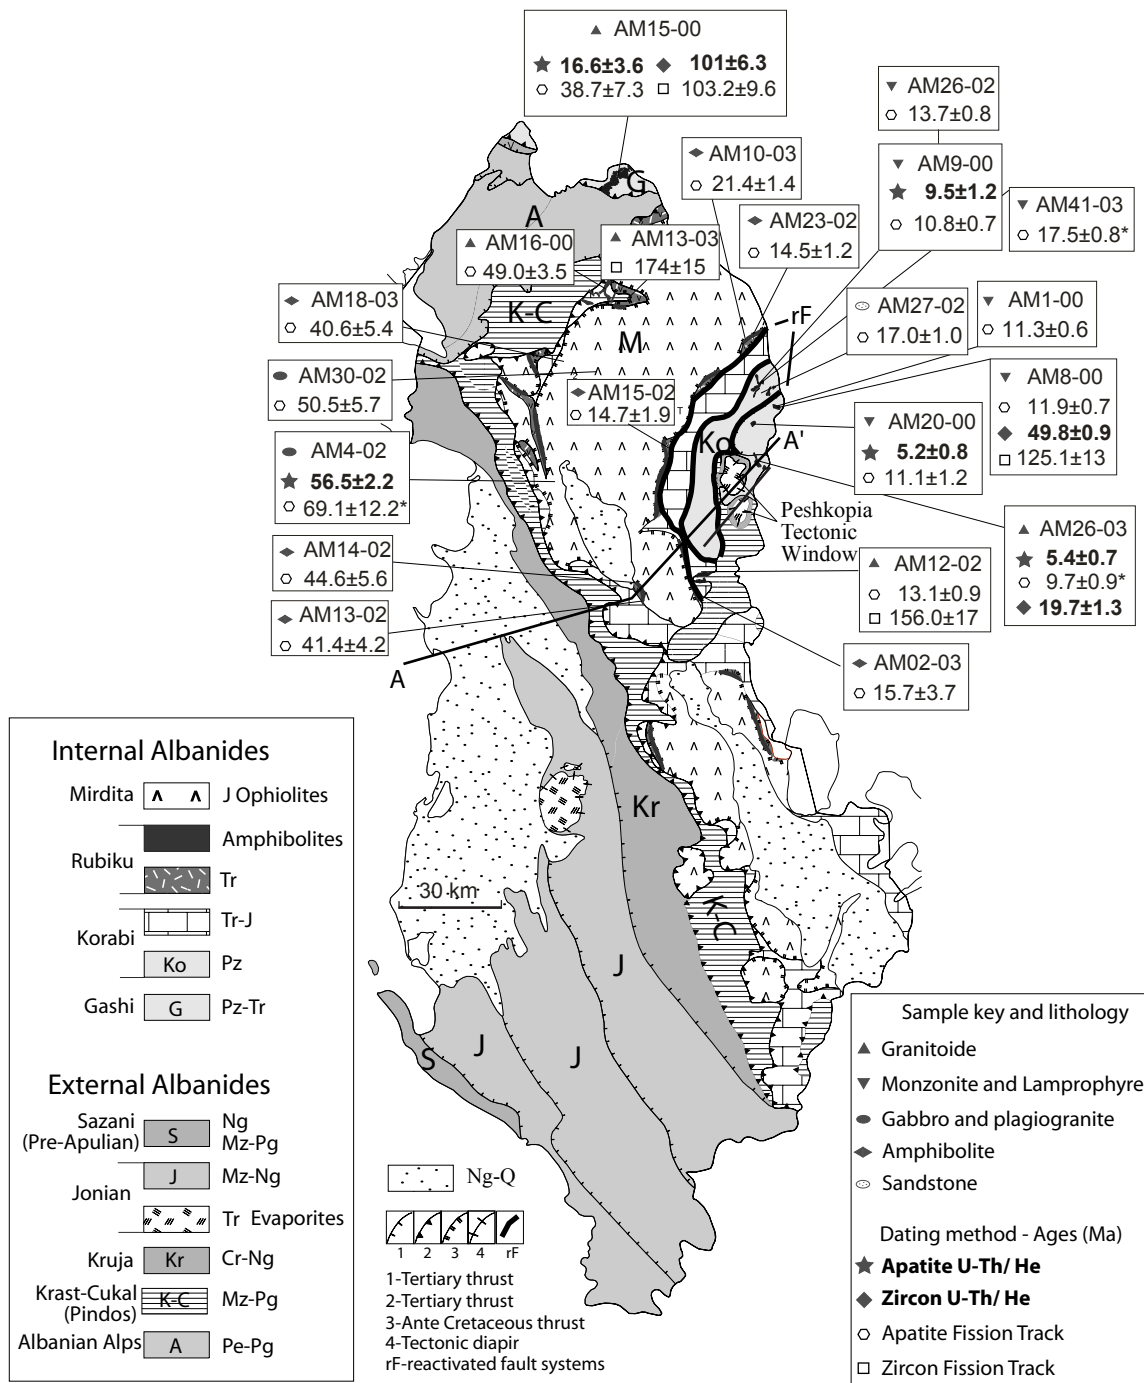 AM15-00
16.6±3.6 101±6.3
38.7±7.3 103.2±9.6
AM26-02
13.7±0.8
AM10-03
21.4±1.4
AM9-00
9.5±1.2
10.8±0.7
AM41-03
17.5±0.8*
AM23-02
14.5±1.2
G
A
AM16-00
49.0±3.5
AM13-03
174±15
AM18-03
40.6±5.4
K-C
M
rF
AM27-02
17.0±1.0
AM1-00
11.3±0.6
AM30-02
50.5±5.7
AM15-02
14.7±1.9
T
AM8-00
11.9±0.7
49.8±0.9
125.1±13
AM20-00
5.2±0.8
11.1±1.2
Ko
A'
AM4-02
56.5±2.2
69.1±12.2*
Peshkopia
Tectonic
Window
AM26-03
5.4±0.7
9.7±0.9*
19.7±1.3
AM14-02
44.6±5.6
AM12-02
13.1±0.9
156.0±17
AM13-02
41.4±4.2
A
AM02-03
15.7±3.7
Kr
30 km
K-C
J
S
J
J
Internal Albanides
Mirdita J Ophiolites
Amphibolites
Rubiku
Tr
Tr-J
Korabi
Ko Pz
Gashi G Pz-Tr
External Albanides
Sazani
(Pre-Apulian)
S
Ng
Mz-Pg
J Mz-Ng
Jonian
Tr Evaporites
Kruja Kr Cr-Ng
Krast-Cukal
(Pindos)
K-C Mz-Pg
Albanian Alps A Pe-Pg
Ng-Q
1 2 3 4 rF
1-Tertiary thrust
2-Tertiary thrust
3-Ante Cretaceous thrust
4-Tectonic diapir
rF-reactivated fault systems
Sample key and lithology
Granitoide
Monzonite and Lamprophyre
Gabbro and plagiogranite
Amphibolite
Sandstone
Dating method - Ages (Ma)
Apatite U-Th/ He
Zircon U-Th/ He
Apatite Fission Track
Zircon Fission Track